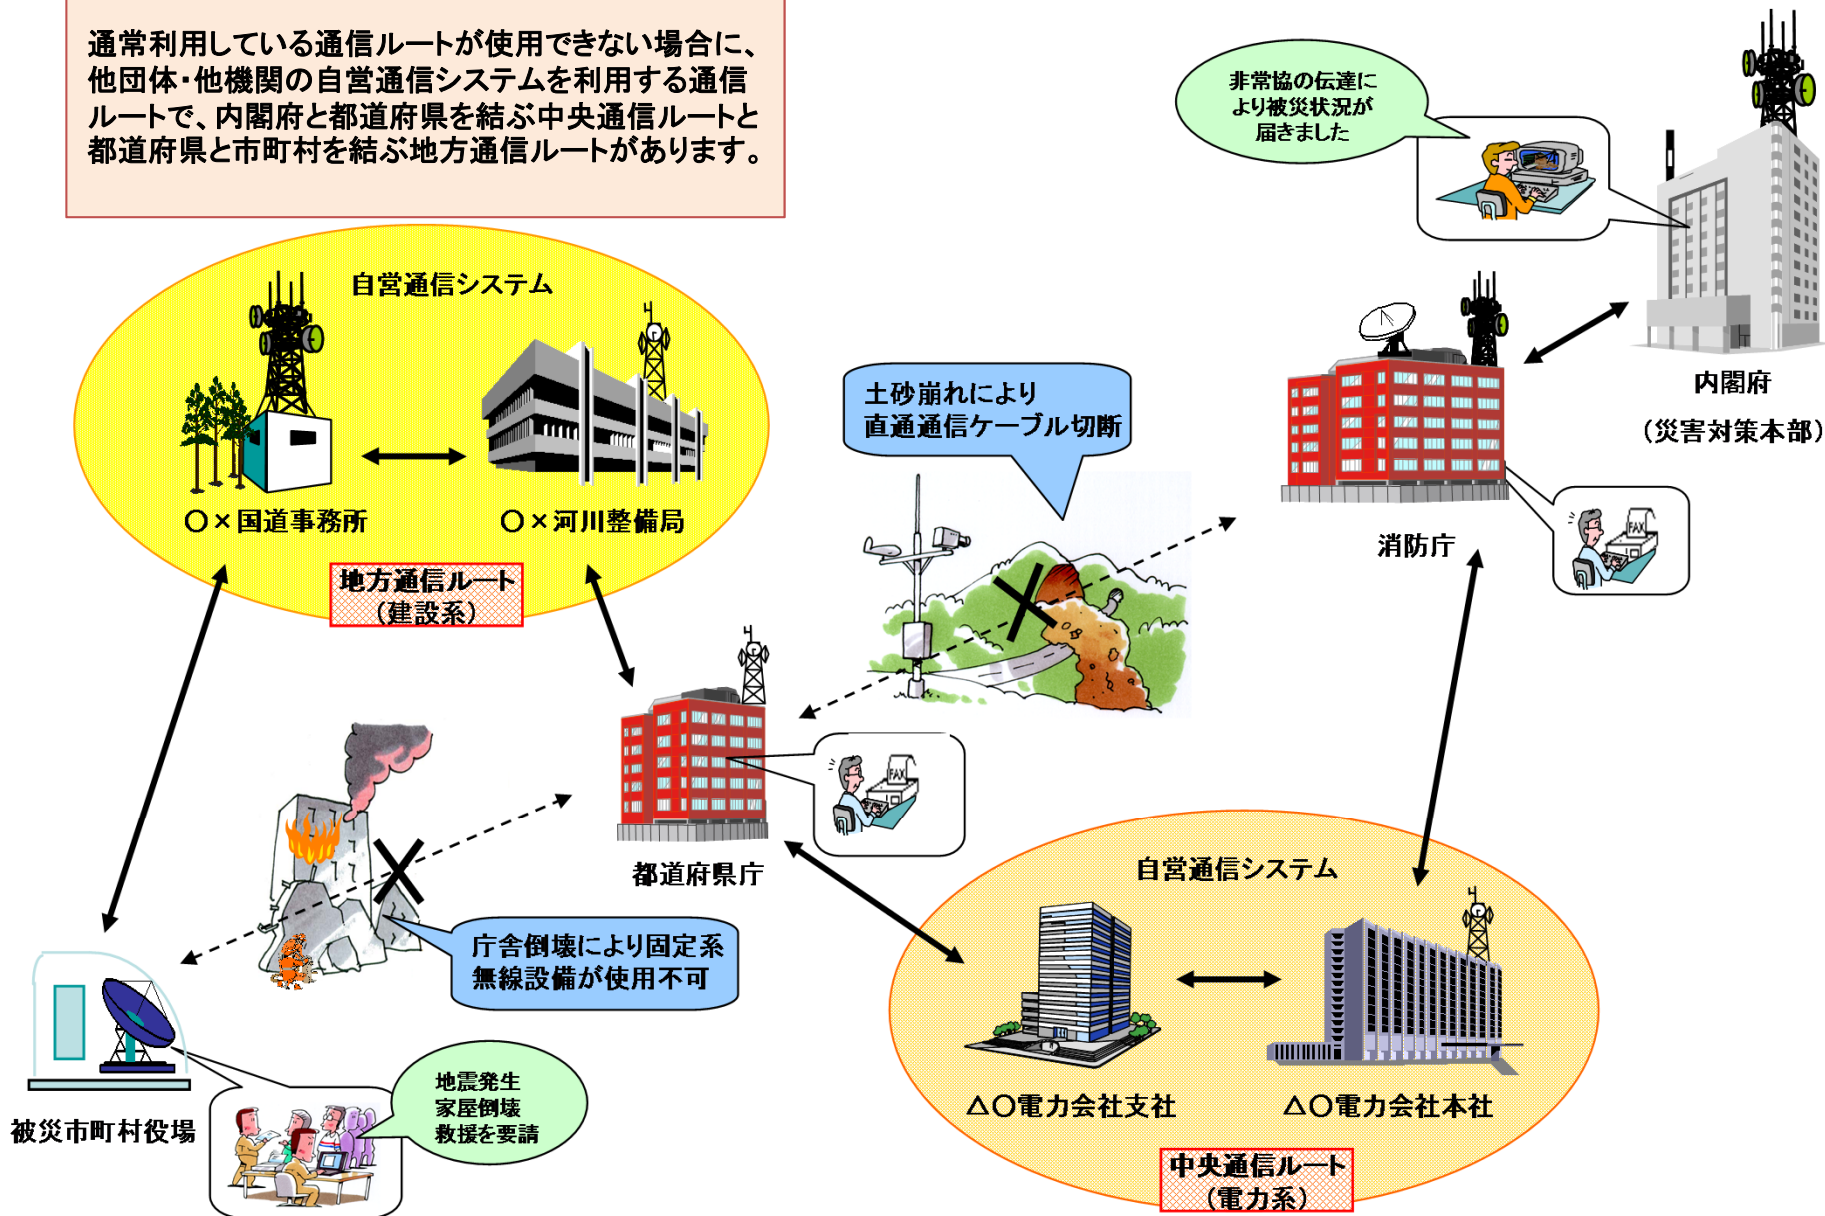 通常利用している通信ルートが使用できない場合に、
他団体・他機関の自営通信システムを利用する通信
ルートで、内閣府と都道府県を結ぶ中央通信ルートと
都道府県と市町村を結ぶ地方通信ルートがあります。
非常協の伝達に
より被災状況が
届きました
自営通信システム
〇×国道事務所
〇×河川整備局
地方通信ルート
（建設系）
土砂崩れにより
直通通信ケーブル切断
内閣府
（災害対策本部）
消防庁
FAX
都道府県庁
FAX
庁舎倒壊により固定系
無線設備が使用不可
被災市町村役場
地震発生
家屋倒壊
救援を要請
自営通信システム
△〇電力会社支社
△〇電力会社本社
中央通信ルート
（電力系）